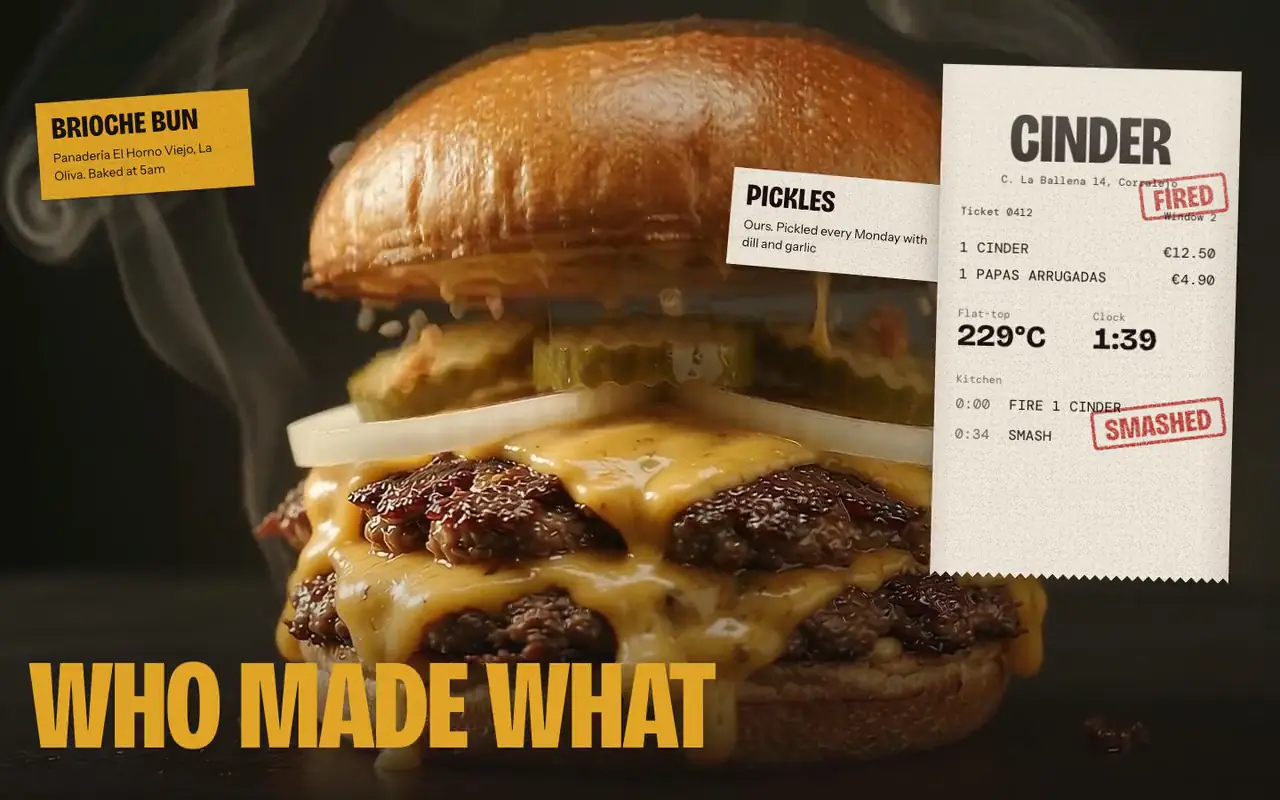 BRIOCHE BUN
Panadería El Horno Viejo, La
Oliva. Baked at 5am
PICKLES
Ours. Pickled every Monday with
dill and garlic
CINDER
C. La Ballena 14, Corralejo
FIRED
Ticket 0412
Window 2
1 CINDER €12.50
1 PAPAS ARRUGADAS €4.90
Flat-top Clock
229°C 1:39
Kitchen
0:00 FIRE 1 CINDER
0:34 SMASH
SMASHED
WHO MADE WHAT